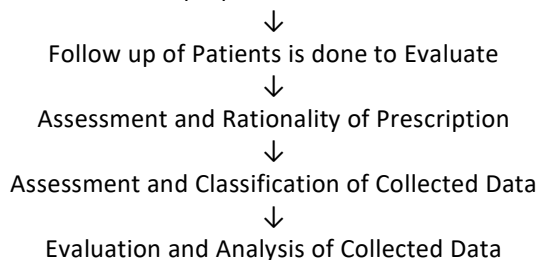 ↓
Follow up of Patients is done to Evaluate
↓
Assessment and Rationality of Prescription
↓
Assessment and Classification of Collected Data
↓
Evaluation and Analysis of Collected Data